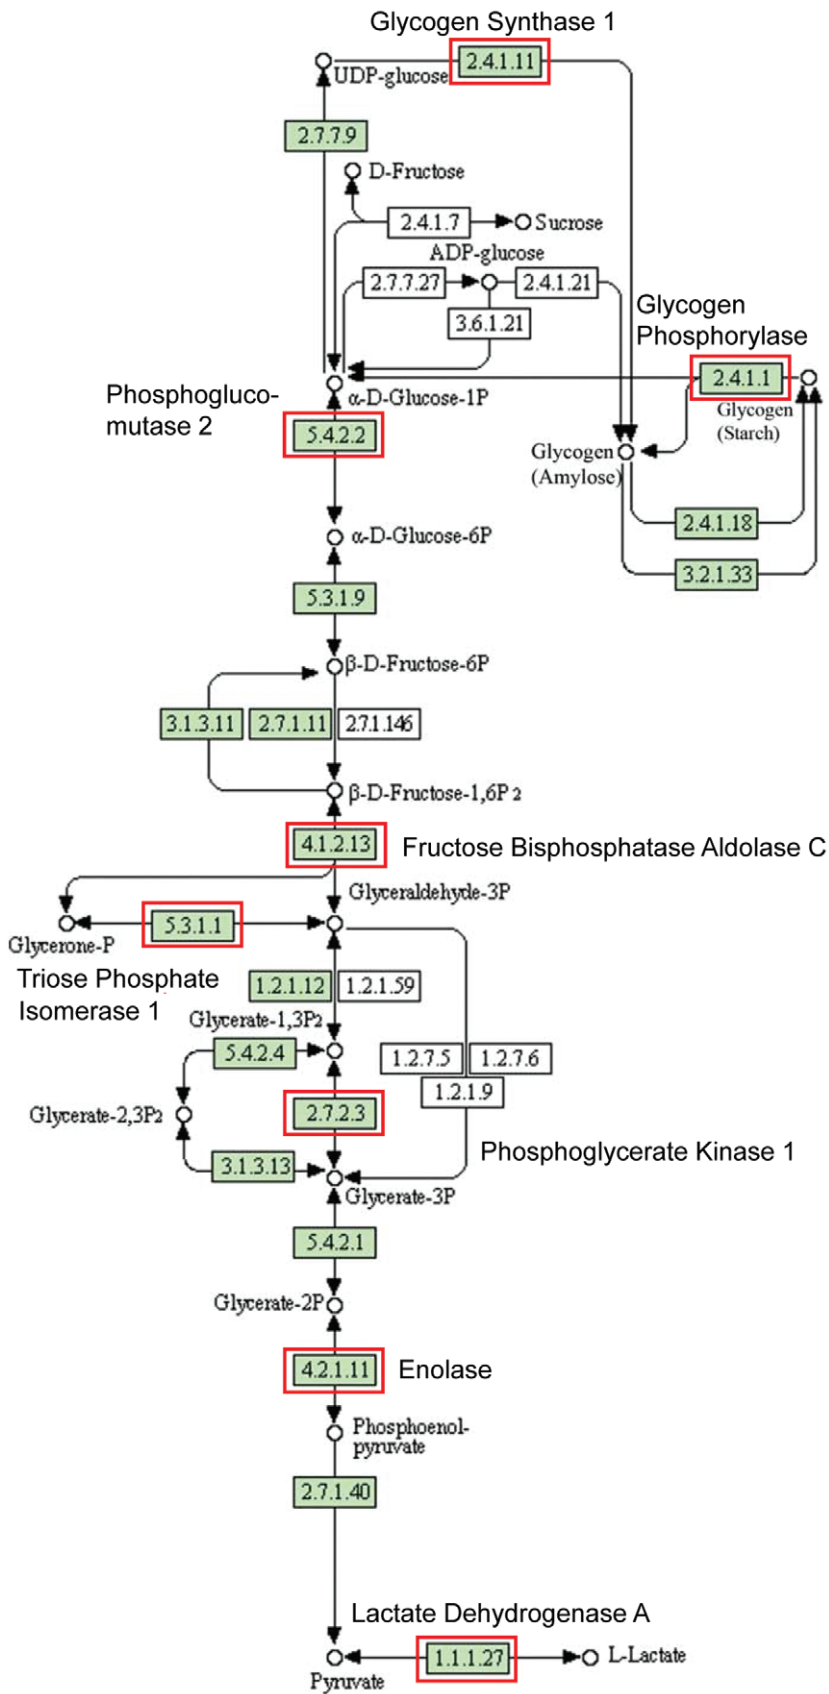 Glycogen Synthase 1
2.4.1.11
UDP-glucose
2.7.7.9
D-Fructose
2.4.1.7
Sucrose
ADP-glucose
2.7.7.27
2.4.1.21
3.6.1.21
Glycogen
Phosphorylase
2.4.1.1
Phosphogluco-
mutase 2
α-D-Glucose-1P
Glycogen
(Starch)
5.4.2.2
Glycogen
(Amylose)
2.4.1.18
α-D-Glucose-6P
3.2.1.33
5.3.1.9
β-D-Fructose-6P
3.1.3.11
2.7.1.11
2.7.1.146
β-D-Fructose-1,6P2
4.1.2.13
Fructose Bisphosphatase Aldolase C
Glyceraldehyde-3P
5.3.1.1
Glycerone-P
Triose Phosphate
Isomerase 1
1.2.1.12
1.2.1.59
Glycerate-1,3P2
5.4.2.4
1.2.7.5
1.2.7.6
1.2.1.9
Glycerate-2,3P2
2.7.2.3
Phosphoglycerate Kinase 1
3.1.3.13
Glycerate-3P
5.4.2.1
Glycerate-2P
4.2.1.11
Enolase
Phosphoenol-
pyruvate
2.7.1.40
Lactate Dehydrogenase A
1.1.1.27
L-Lactate
Pyruvate